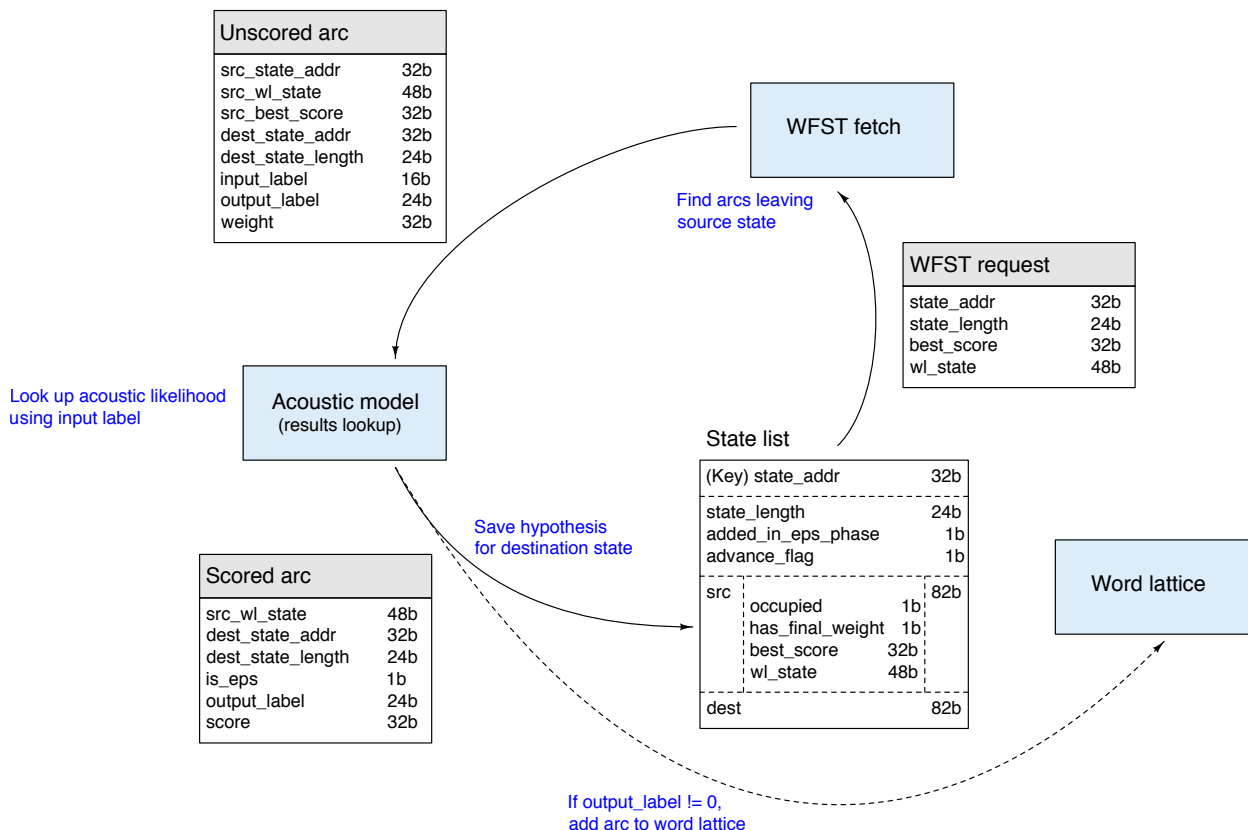 Unscored arc
src_state_addr 32b
src_wl_state 48b
src_best_score 32b
dest_state_addr 32b
dest_state_length 24b
input_label 16b
output_label 24b
weight 32b
WFST fetch
Find arcs leaving
source state
WFST request
state_addr 32b
state_length 24b
best_score 32b
wl_state 48b
Look up acoustic likelihood
using input label
Acoustic model
(results lookup)
State list
(Key) state_addr 32b
state_length 24b
added_in_eps_phase 1b
advance_flag 1b
src 82b
occupied 1b
has_final_weight 1b
best_score 32b
wl_state 48b
dest 82b
Save hypothesis
for destination state
Scored arc
src_wl_state 48b
dest_state_addr 32b
dest_state_length 24b
is_eps 1b
output_label 24b
score 32b
Word lattice
If output_label != 0,
add arc to word lattice